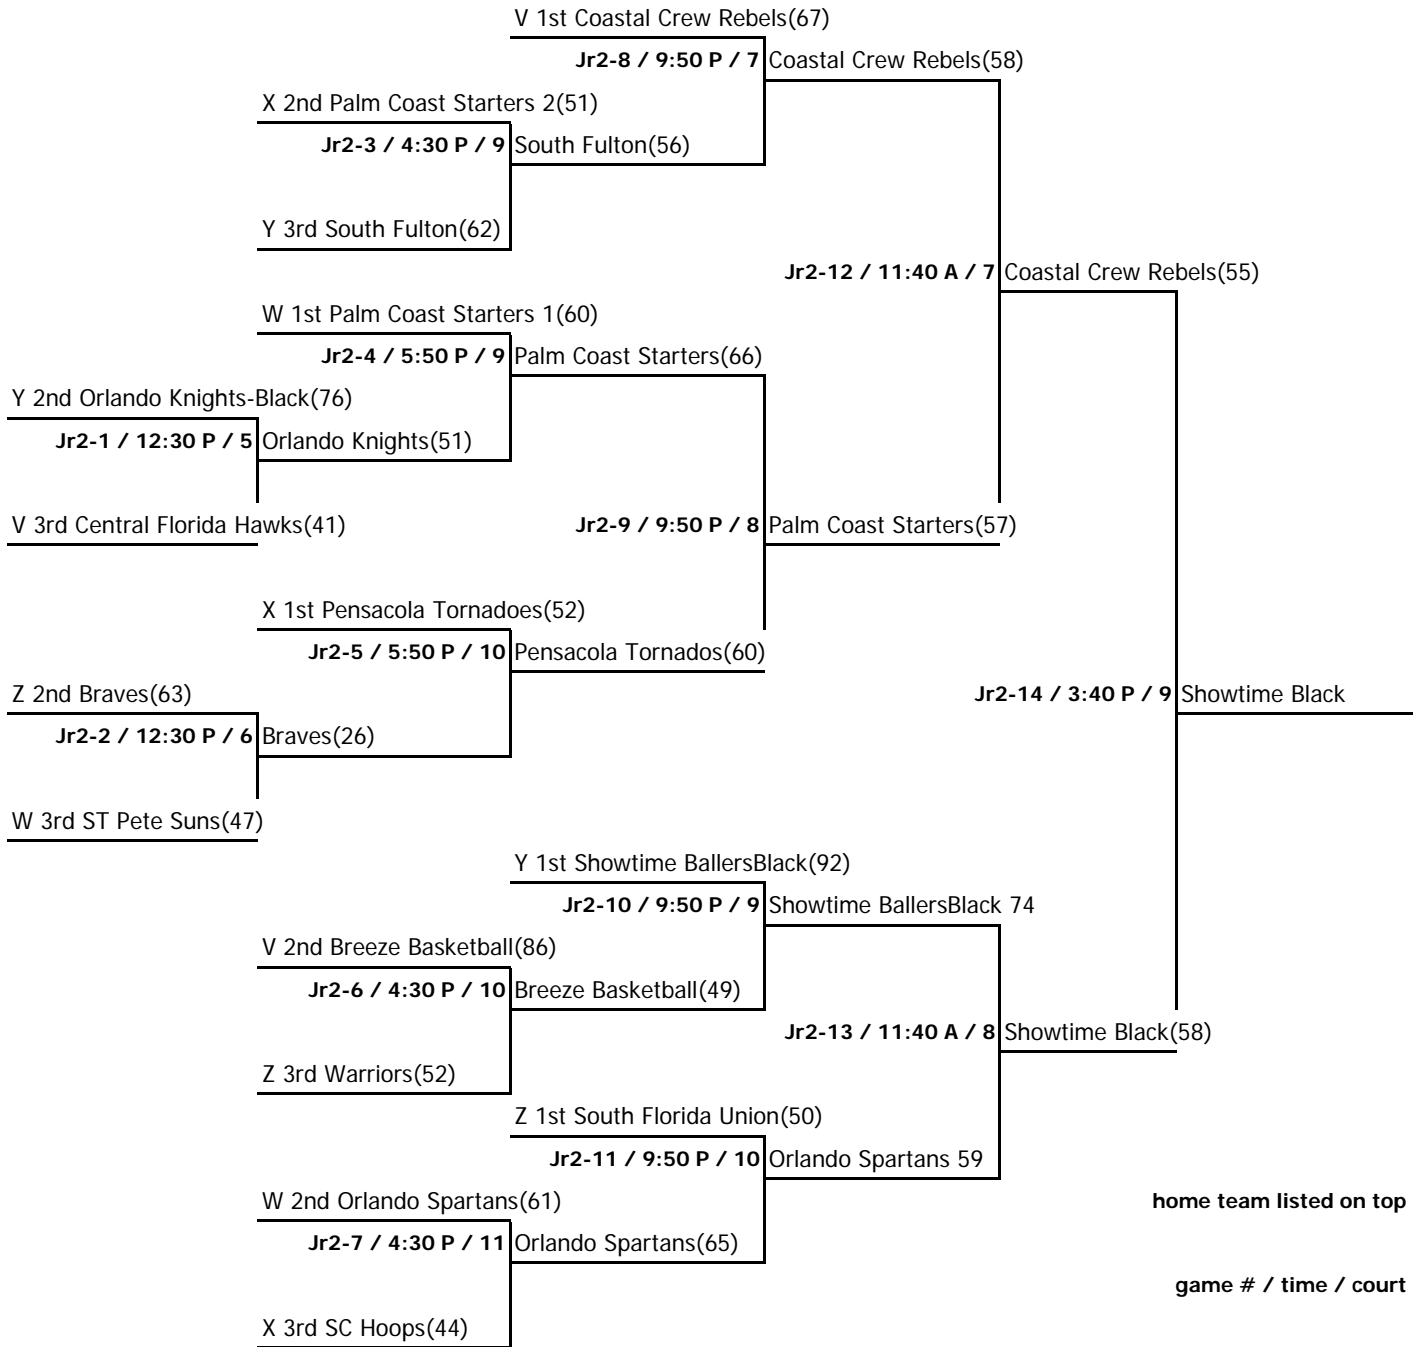 V 1st Coastal Crew Rebels(67)
Jr2-8 / 9:50 P / 7 Coastal Crew Rebels(58)
X 2nd Palm Coast Starters 2(51)
Jr2-3 / 4:30 P / 9 South Fulton(56)
Y 3rd South Fulton(62)
Jr2-12 / 11:40 A / 7 Coastal Crew Rebels(55)
W 1st Palm Coast Starters 1(60)
Jr2-4 / 5:50 P / 9 Palm Coast Starters(66)
Y 2nd Orlando Knights-Black(76)
Jr2-1 / 12:30 P / 5 Orlando Knights(51)
V 3rd Central Florida Hawks(41)
Jr2-9 / 9:50 P / 8 Palm Coast Starters(57)
X 1st Pensacola Tornadoes(52)
Jr2-5 / 5:50 P / 10 Pensacola Tornados(60)
Z 2nd Braves(63)
Jr2-14 / 3:40 P / 9 Showtime Black
Jr2-2 / 12:30 P / 6 Braves(26)
W 3rd ST Pete Suns(47)
Y 1st Showtime BallersBlack(92)
Jr2-10 / 9:50 P / 9 Showtime BallersBlack 74
V 2nd Breeze Basketball(86)
Jr2-6 / 4:30 P / 10 Breeze Basketball(49)
Jr2-13 / 11:40 A / 8 Showtime Black(58)
Z 3rd Warriors(52)
Z 1st South Florida Union(50)
Jr2-11 / 9:50 P / 10 Orlando Spartans 59
W 2nd Orlando Spartans(61)
home team listed on top
Jr2-7 / 4:30 P / 11 Orlando Spartans(65)
game # / time / court
X 3rd SC Hoops(44)